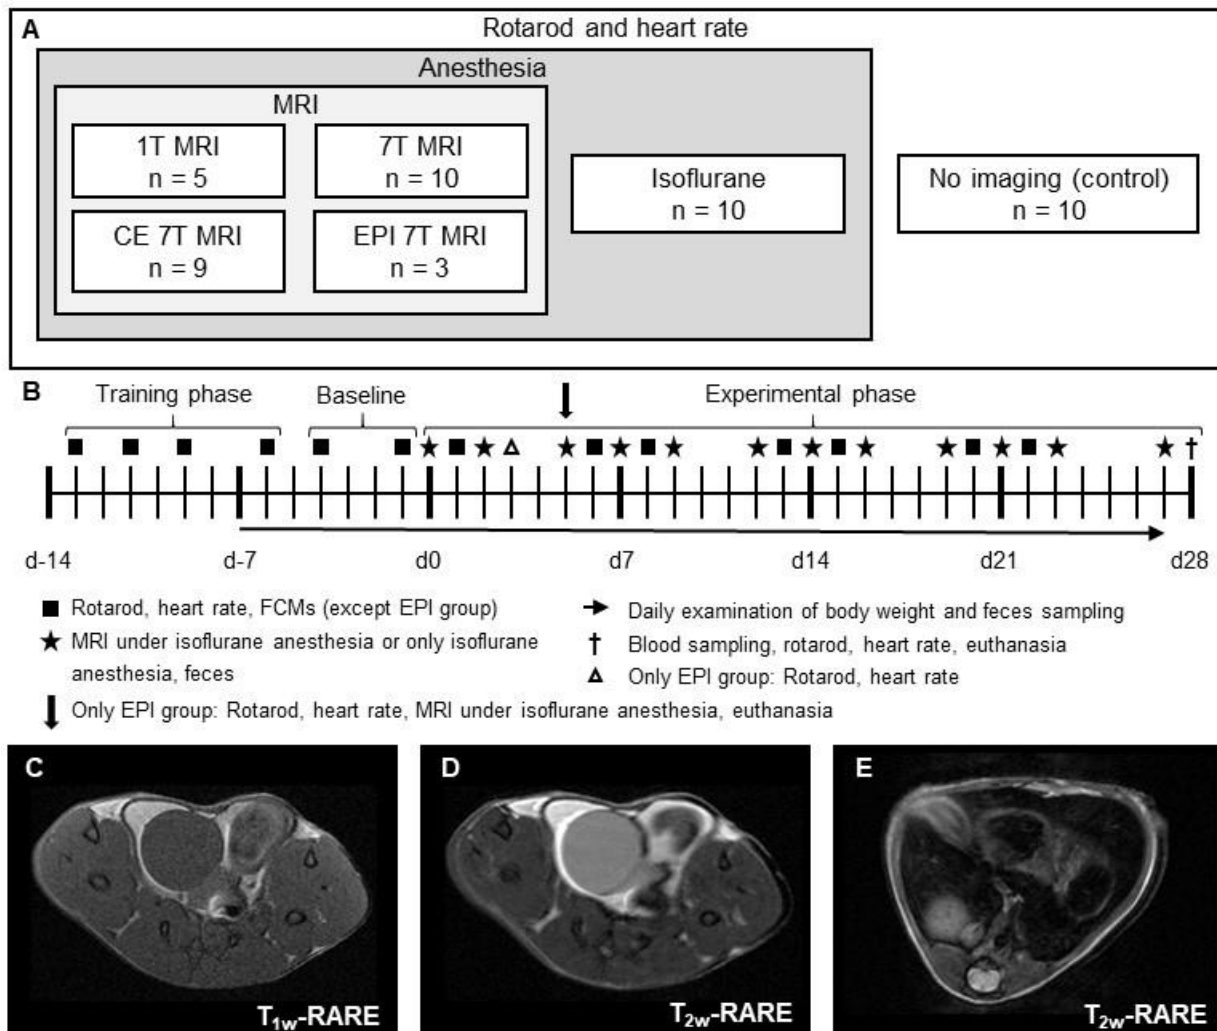 A
Rotarod and heart rate
Anesthesia
MRI
1T MRI
n = 5
7T MRI
n = 10
CE 7T MRI
n = 9
EPI 7T MRI
n = 3
Isoflurane
n = 10
No imaging (control)
n = 10
B
Training phase
Baseline
Experimental phase
d-14
d-7
d0
d7
d14
d21
d28
Rotarod, heart rate, FCMs (except EPI group)
MRI under isoflurane anesthesia or only isoflurane
anesthesia, feces
Only EPI group: Rotarod, heart rate, MRI under isoflurane anesthesia, euthanasia
Daily examination of body weight and feces sampling
Blood sampling, rotarod, heart rate, euthanasia
Only EPI group: Rotarod, heart rate
C
T1w-RARE
D
T2w-RARE
E
T2w-RARE